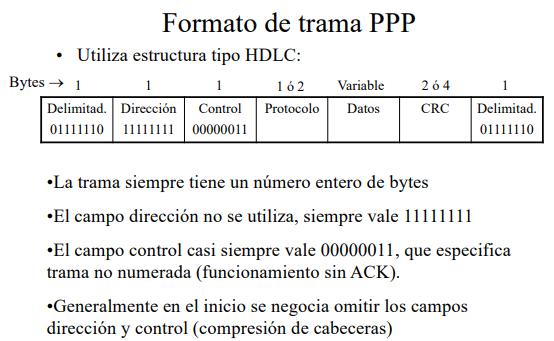 Formato de trama PPP
• Utiliza estructura tipo HDLC:
Bytes → 1 1 1 1 ó 2 Variable 2 ó 4 1
Delimitad. Dirección Control Protocolo Datos CRC Delimitad.
01111110 11111111 00000011 01111110
•La trama siempre tiene un número entero de bytes
•El campo dirección no se utiliza, siempre vale 11111111
•El campo control casi siempre vale 00000011, que especifica
trama no numerada (funcionamiento sin ACK).
•Generalmente en el inicio se negocia omitir los campos
dirección y control (compresión de cabeceras)